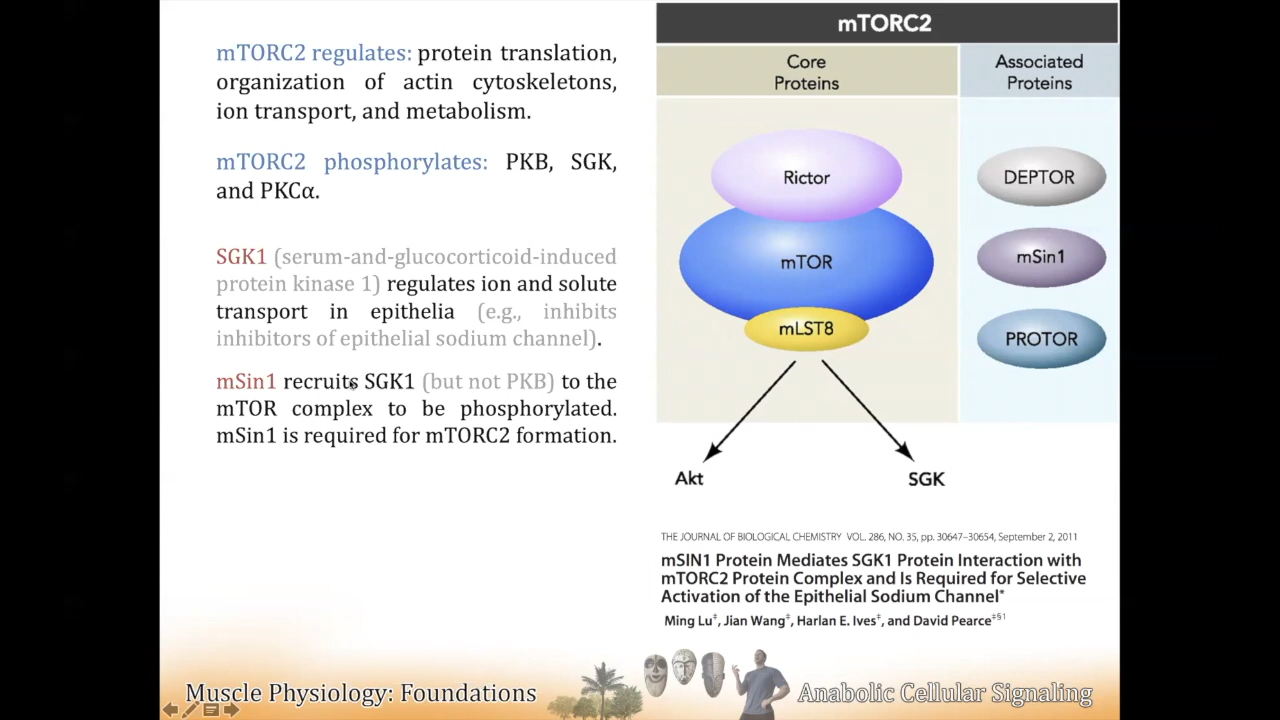 mTORC2 regulates: protein translation,
organization of actin cytoskeletons,
ion transport, and metabolism.
mTORC2 phosphorylates: PKB, SGK,
and PKCα.
SGK1 (serum-and-glucocorticoid-induced
protein kinase 1) regulates ion and solute
transport in epithelia (e.g., inhibits
inhibitors of epithelial sodium channel).
mSin1 recruits SGK1 (but not PKB) to the
mTOR complex to be phosphorylated.
mSin1 is required for mTORC2 formation.
mTORC2
Core
Proteins
Associated
Proteins
Rictor
mTOR
mLST8
DEPTOR
mSin1
PROTOR
Akt
SGK
THE JOURNAL OF BIOLOGICAL CHEMISTRY VOL. 286, NO. 35, pp. 30647–30654, September 2, 2011
mSIN1 Protein Mediates SGK1 Protein Interaction with
mTORC2 Protein Complex and Is Required for Selective
Activation of the Epithelial Sodium Channel*
Ming Lu‡, Jian Wang‡, Harlan E. Ives‡, and David Pearce‡§1
Muscle Physiology: Foundations
Anabolic Cellular Signaling